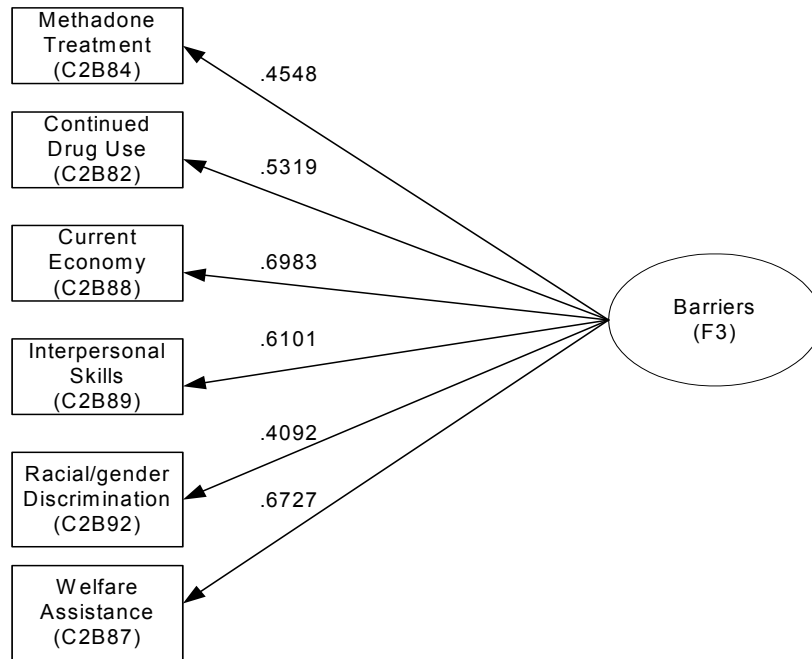 Methadone
Treatment
(C2B84)
.4548
Continued
Drug Use
(C2B82)
.5319
Current
Economy
(C2B88)
.6983
Interpersonal
Skills
(C2B89)
.6101
Racial/gender
Discrimination
(C2B92)
.4092
Welfare
Assistance
(C2B87)
.6727
Barriers
(F3)